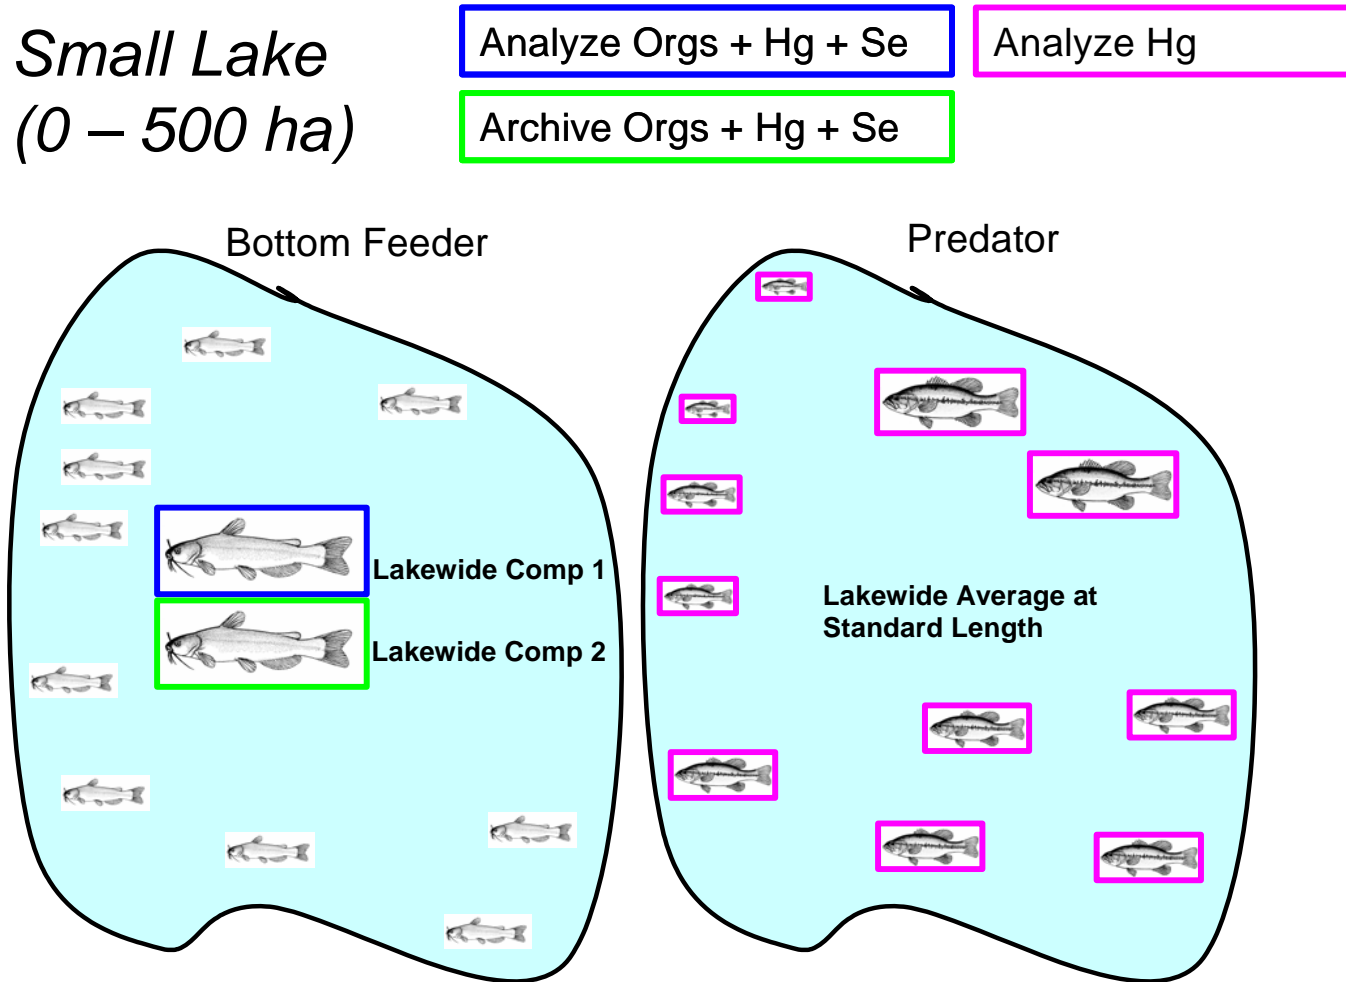 Small Lake
(0 – 500 ha)
Analyze Orgs + Hg + Se
Analyze Hg
Archive Orgs + Hg + Se
Bottom Feeder
Predator
Lakewide Comp 1
Lakewide Comp 2
Lakewide Average at
Standard Length